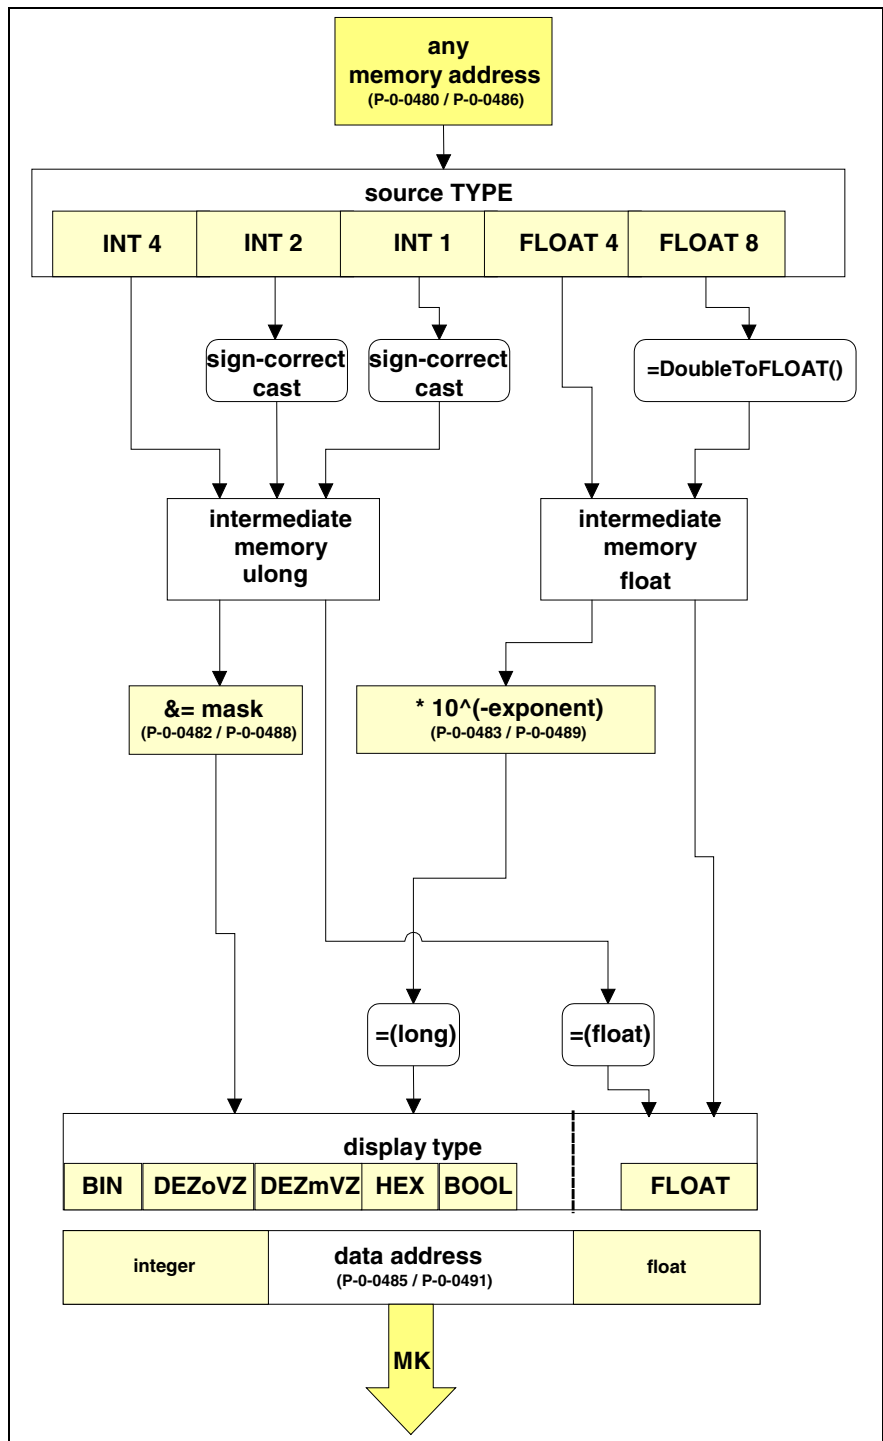 any
memory address
(P-0-0480 / P-0-0486)
source TYPE
INT 4 INT 2 INT 1 FLOAT 4 FLOAT 8
sign-correct
cast
sign-correct
cast
=DoubleToFLOAT()
intermediate
memory
ulong
intermediate
memory
float
&= mask
(P-0-0482 / P-0-0488)
* 10^(-exponent)
(P-0-0483 / P-0-0489)
=(long)
=(float)
display type
BIN DEZoVZ DEZmVZ HEX BOOL FLOAT
integer
data address
(P-0-0485 / P-0-0491)
float
MK